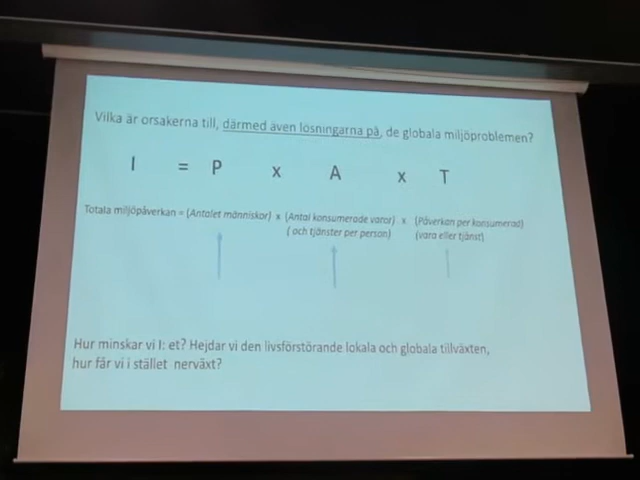 Vilka är orsakerna till, därmed även lösningarna på, de globala miljöproblemen?
I = P x A x T
Totala miljöpåverkan = (Antalet människor) x (Antal konsumerade varor) x (Påverkan per konsumerad)
( och tjänster per person) (vara eller tjänst)
Hur minskar vi I: et? Hejdar vi den livsförstörande lokala och globala tillväxten,
hur får vi i stället nerväxt?